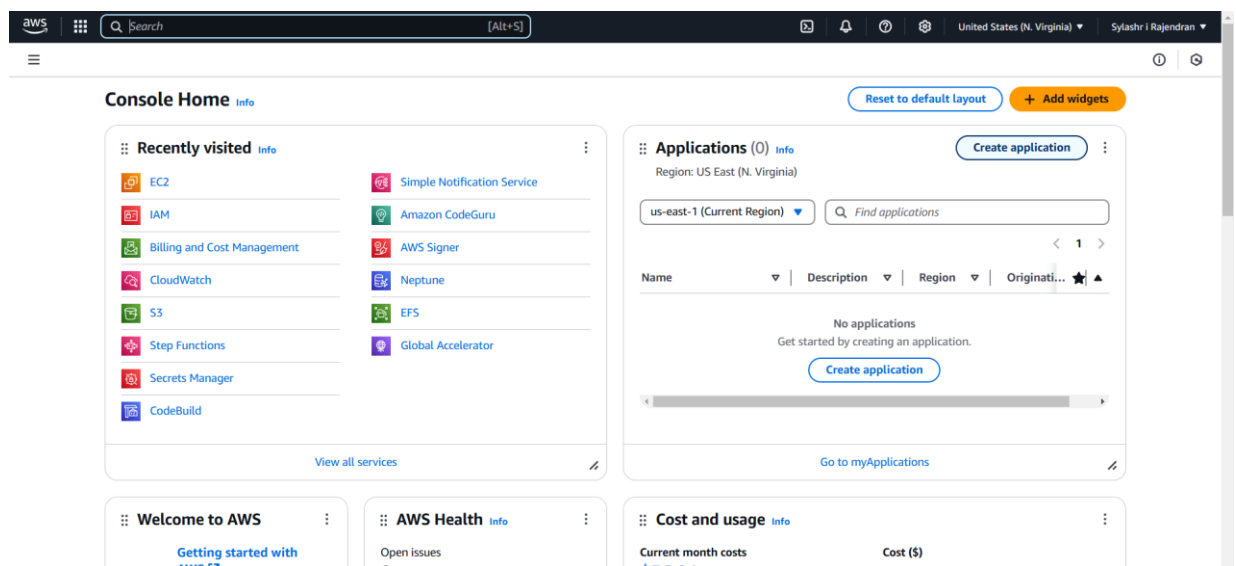 aws Search [Alt+S] United States (N. Virginia) Sylashr i Rajendran
Console Home Info Reset to default layout + Add widgets
Recently visited Info
EC2
IAM
Billing and Cost Management
CloudWatch
S3
Step Functions
Secrets Manager
CodeBuild
Simple Notification Service
Amazon CodeGuru
AWS Signer
Neptune
EFS
Global Accelerator
View all services
Applications (0) Info Create application
Region: US East (N. Virginia)
us-east-1 (Current Region) Find applications
1
Name Description Region Originati...
No applications
Get started by creating an application.
Create application
Go to myApplications
Welcome to AWS
Getting started with
AWS
AWS Health Info
Open issues
Cost and usage Info
Current month costs Cost ($)